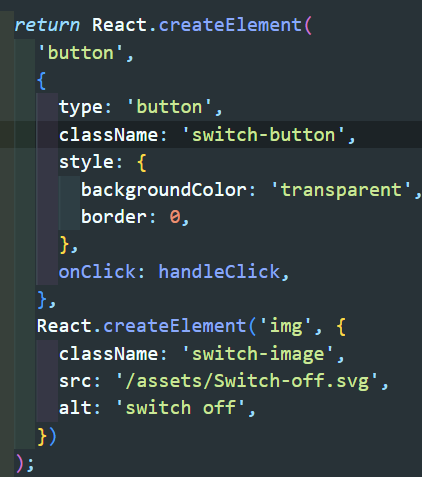 return React.createElement(
'button',
{
type: 'button',
className: 'switch-button',
style: {
backgroundColor: 'transparent',
border: 0,
},
onClick: handleClick,
},
React.createElement('img', {
className: 'switch-image',
src: '/assets/Switch-off.svg',
alt: 'switch off',
})
);